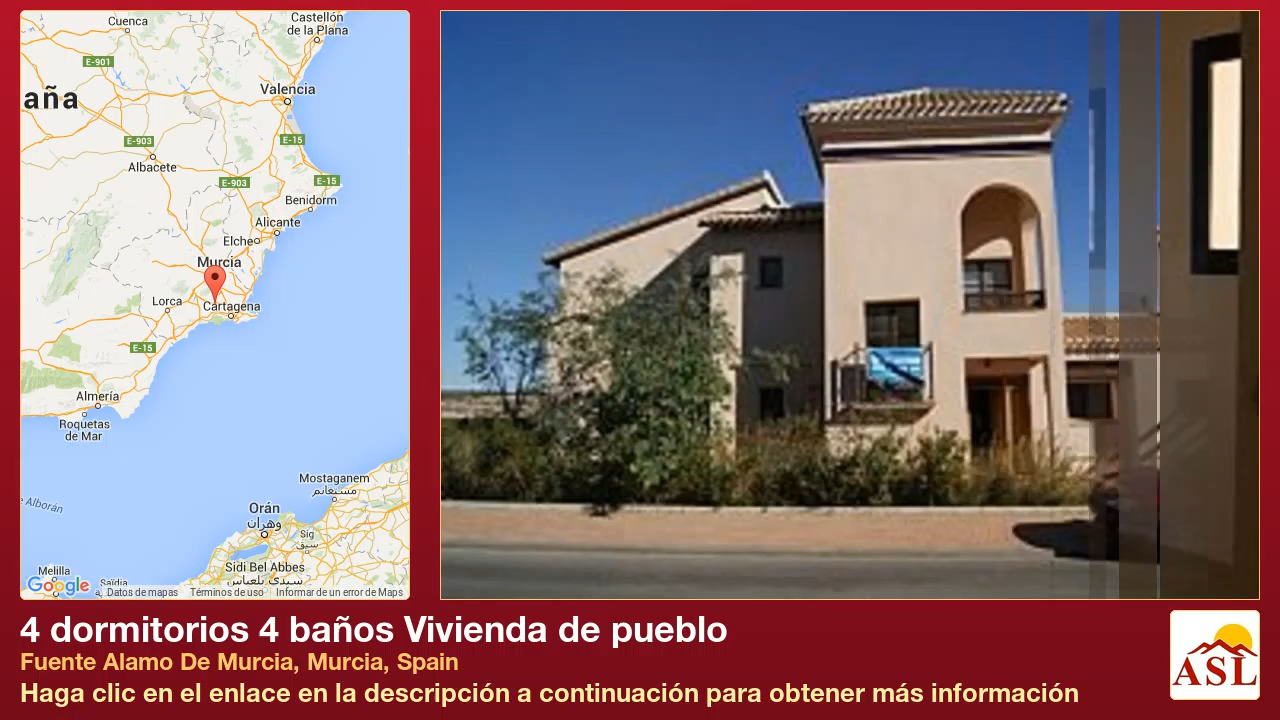 Cuenca
Castellón
de la Plana
E-901
aña
Valencia
E-903
E-15
Albacete
E-903
E-15
Benidorm
Alicante
Elche
Murcia
Lorca
Cartagena
E-15
Almería
Roquetas
de Mar
Mostaganem
مستغانم
Alborán
Orán
وهران
Sig
سيق
Sidi Bel Abbes
سيدي بلعباس
Melilla
Saïdia
Google
Datos de mapas Términos de uso Informar de un error de Maps
4 dormitorios 4 baños Vivienda de pueblo
Fuente Alamo De Murcia, Murcia, Spain
Haga clic en el enlace en la descripción a continuación para obtener más información
ASL